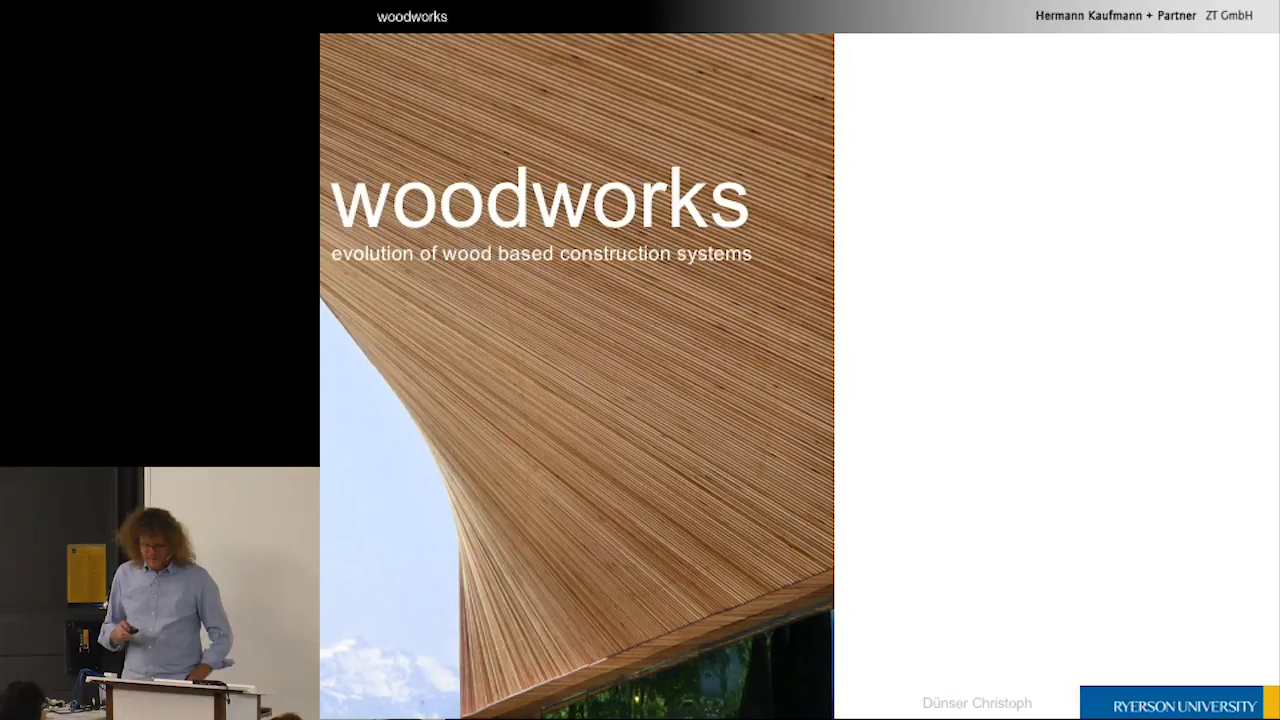 woodworks
Hermann Kaufmann + Partner ZT GmbH
woodworks
evolution of wood based construction systems
Dünser Christoph
RYERSON UNIVERSITY